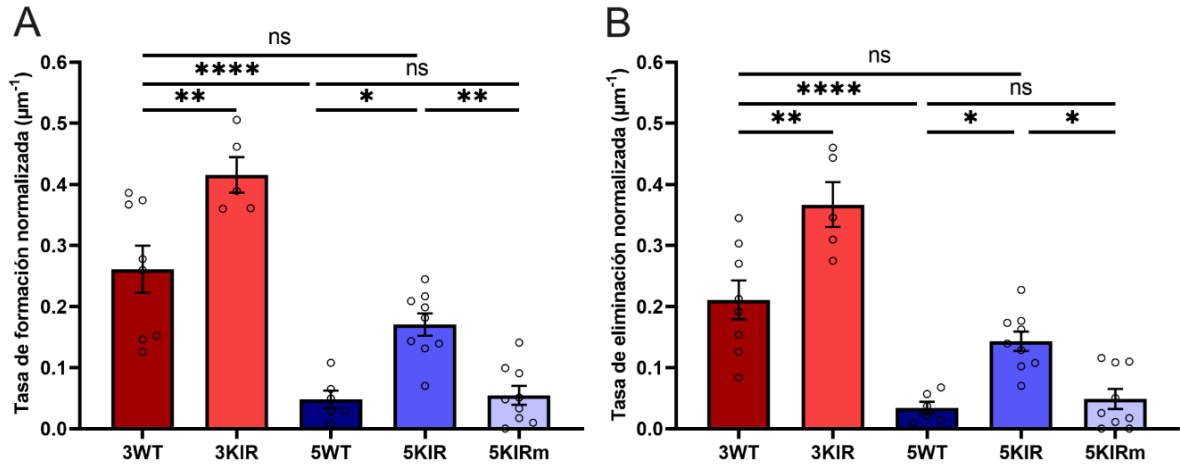 A
ns
**** ns
** * **
Tasa de formación normalizada (µm⁻¹)
0.6
0.5
0.4
0.3
0.2
0.1
0.0
3WT 3KIR 5WT 5KIR 5KIRm
B
ns
**** ns
** * *
Tasa de eliminación normalizada (µm⁻¹)
0.6
0.5
0.4
0.3
0.2
0.1
0.0
3WT 3KIR 5WT 5KIR 5KIRm